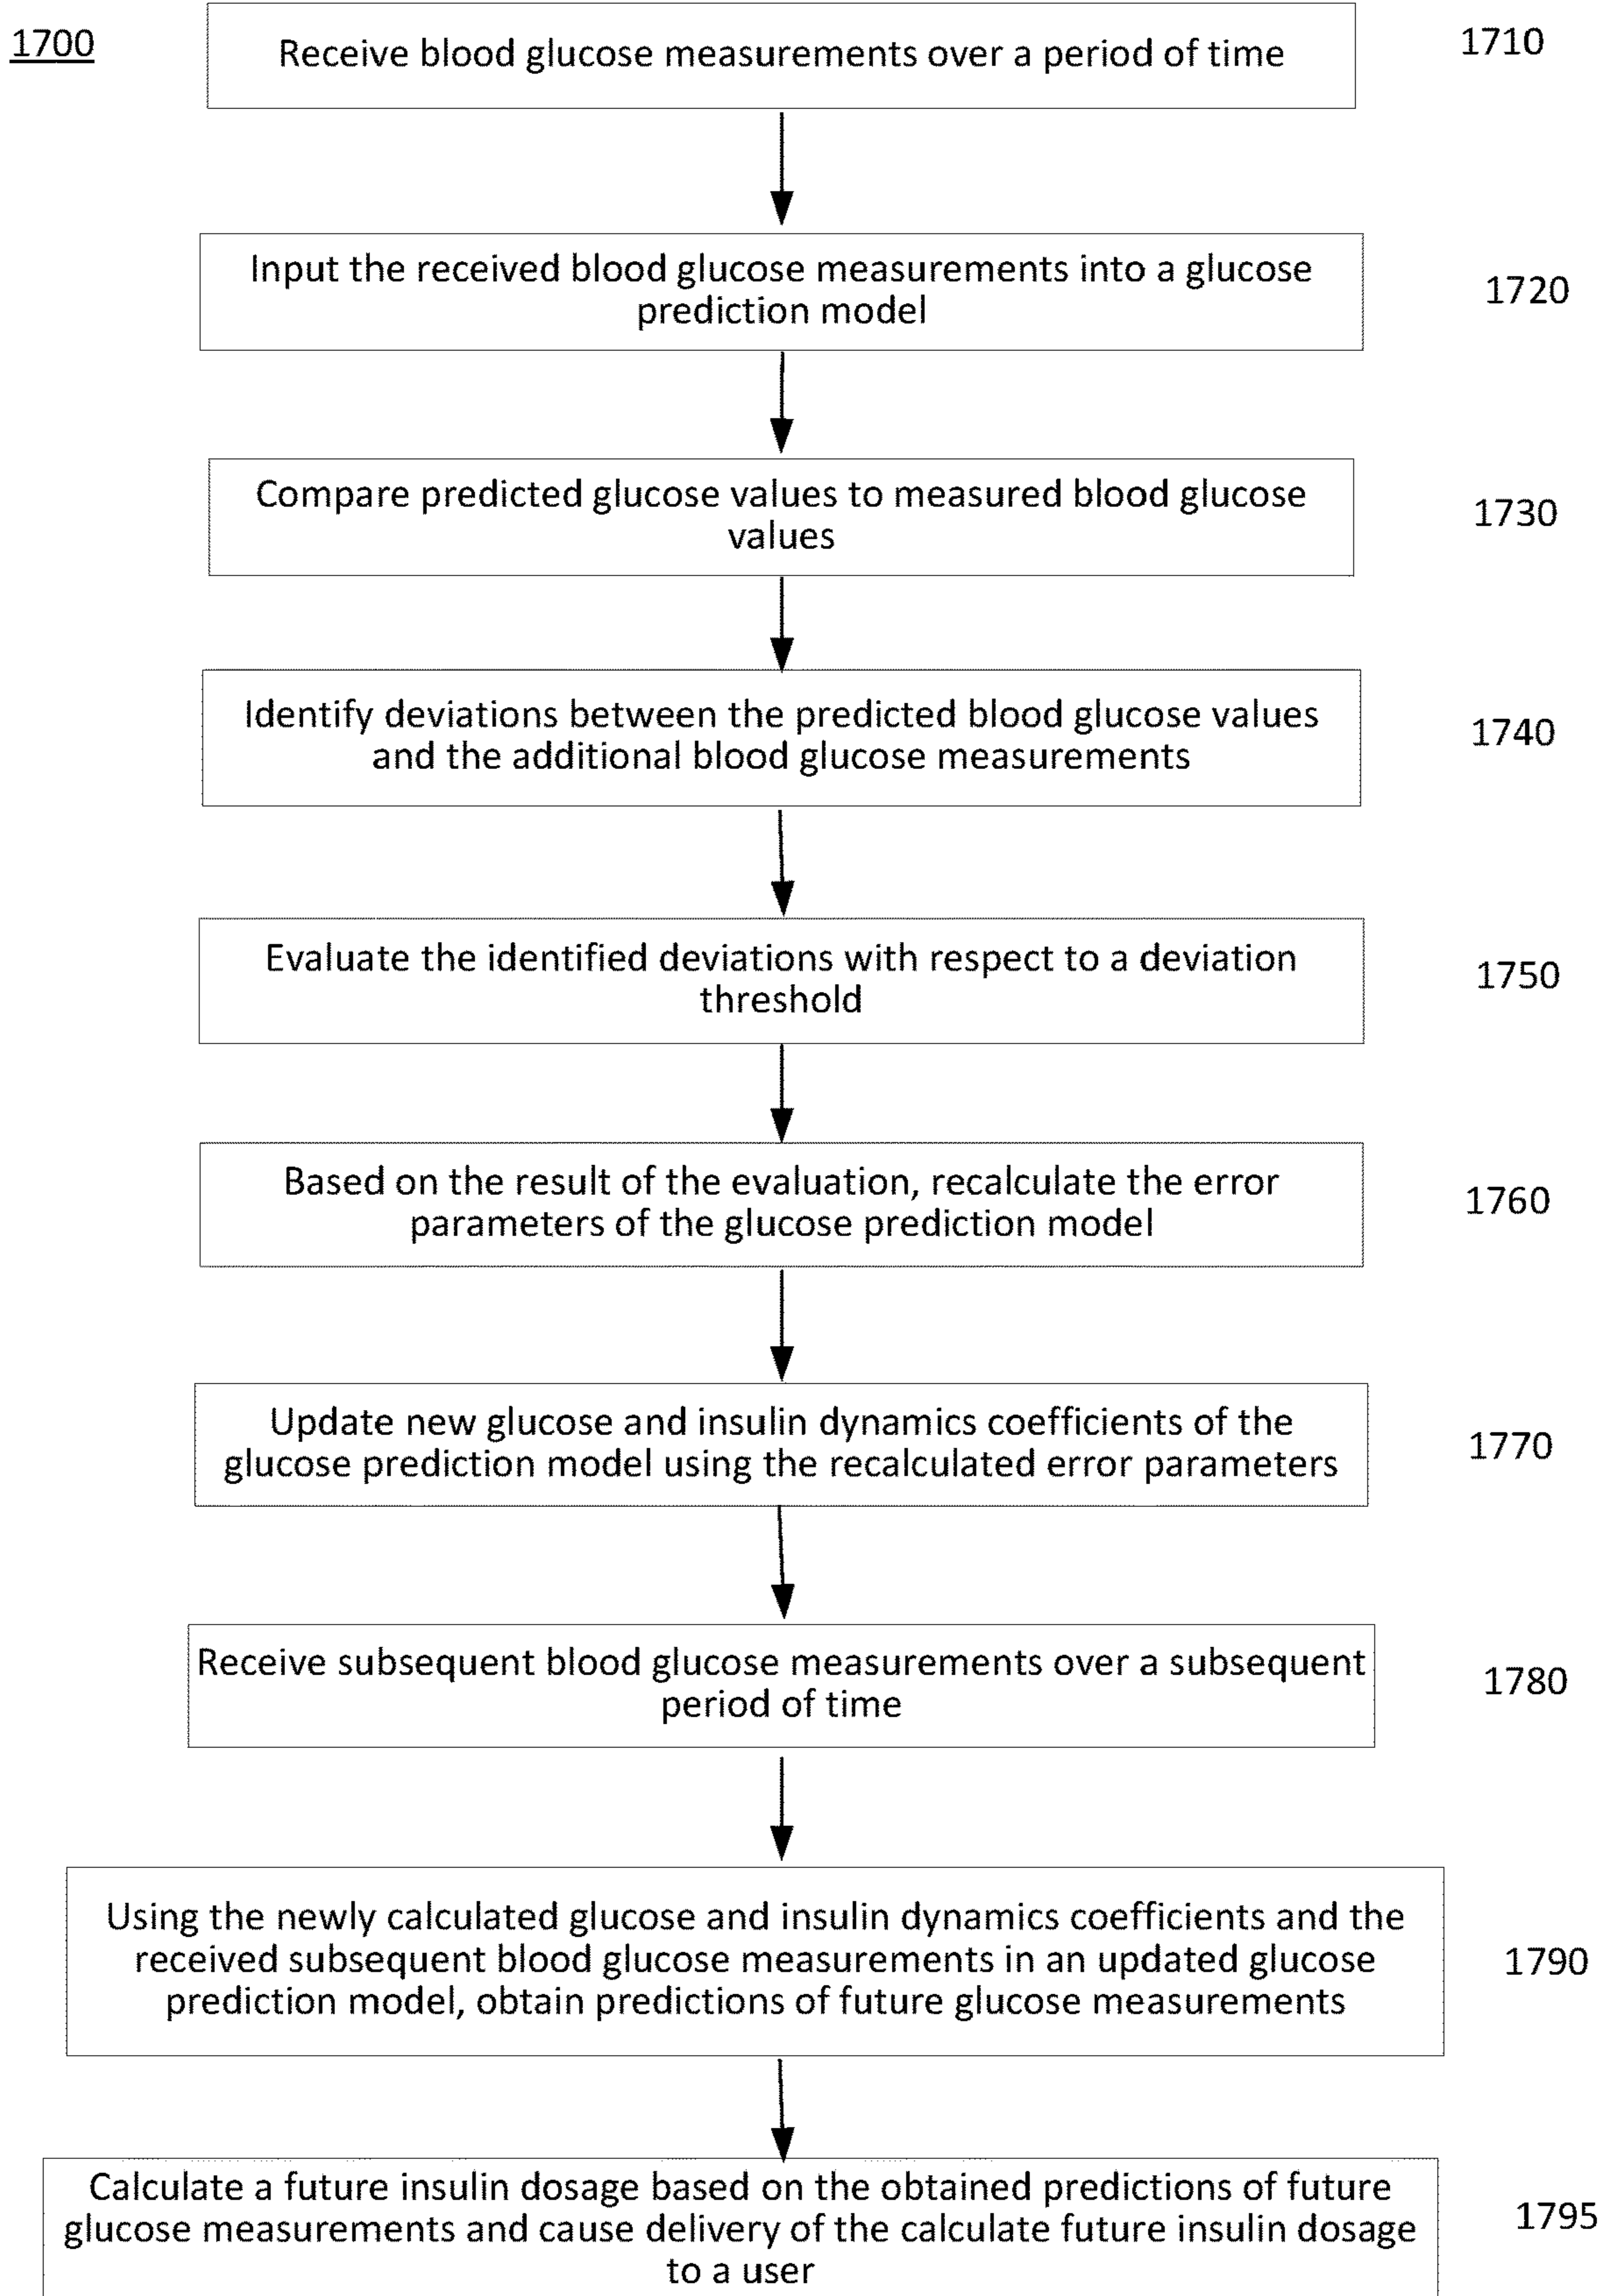 1700
Receive blood glucose measurements over a period of time
1710
Input the received blood glucose measurements into a glucose
prediction model
1720
Compare predicted glucose values to measured blood glucose
values
1730
Identify deviations between the predicted blood glucose values
and the additional blood glucose measurements
1740
Evaluate the identified deviations with respect to a deviation
threshold
1750
Based on the result of the evaluation, recalculate the error
parameters of the glucose prediction model
1760
Update new glucose and insulin dynamics coefficients of the
glucose prediction model using the recalculated error parameters
1770
Receive subsequent blood glucose measurements over a subsequent
period of time
1780
Using the newly calculated glucose and insulin dynamics coefficients and the
received subsequent blood glucose measurements in an updated glucose
prediction model, obtain predictions of future glucose measurements
1790
Calculate a future insulin dosage based on the obtained predictions of future
glucose measurements and cause delivery of the calculate future insulin dosage
to a user
1795